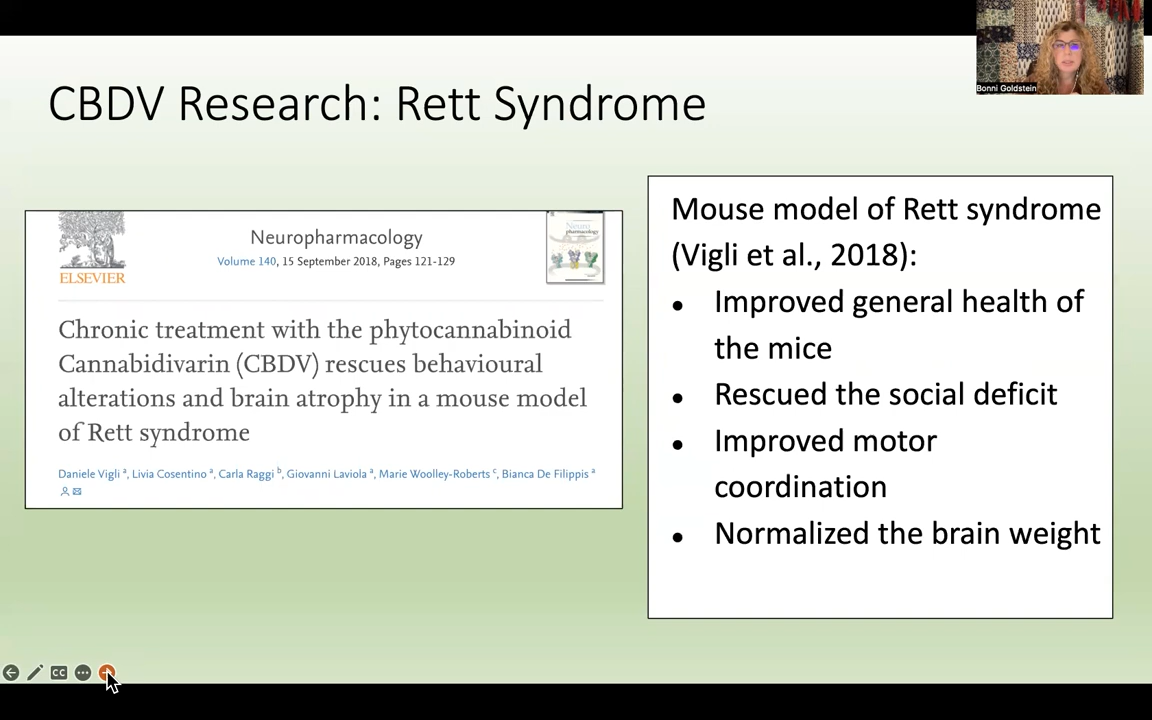 Bonni Goldstein
CBDV Research: Rett Syndrome
ELSEVIER
Neuropharmacology
Volume 140, 15 September 2018, Pages 121-129
Chronic treatment with the phytocannabinoid
Cannabidivarin (CBDV) rescues behavioural
alterations and brain atrophy in a mouse model
of Rett syndrome
Daniele Vigli a, Livia Cosentino a, Carla Raggi b, Giovanni Laviola a, Marie Woolley-Roberts c, Bianca De Filippis a
Mouse model of Rett syndrome
(Vigli et al., 2018):
• Improved general health of
the mice
• Rescued the social deficit
• Improved motor
coordination
• Normalized the brain weight
CC